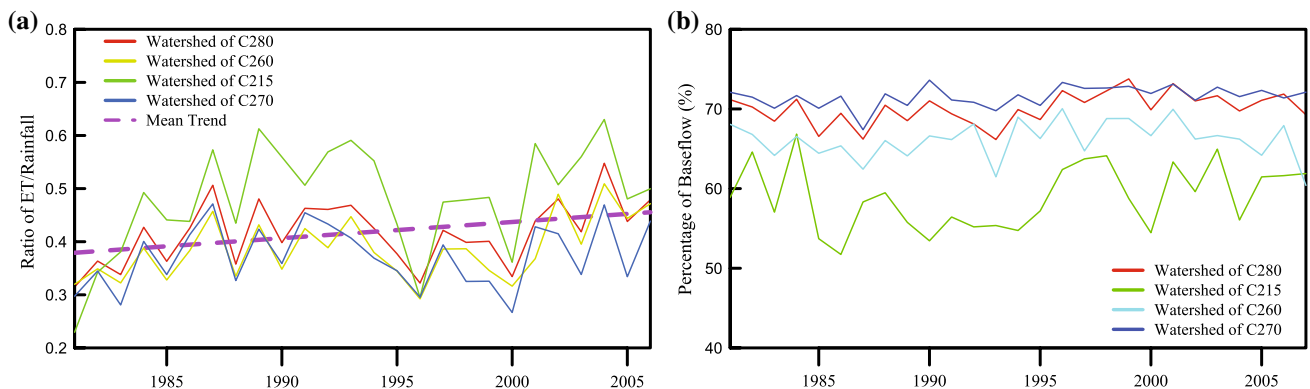 (a)
Ratio of ET/Rainfall
0.8
0.7
0.6
0.5
0.4
0.3
0.2
Watershed of C280
Watershed of C260
Watershed of C215
Watershed of C270
Mean Trend
1985
1990
1995
2000
2005
(b)
Percentage of Baseflow (%)
80
70
60
50
40
Watershed of C280
Watershed of C215
Watershed of C260
Watershed of C270
1985
1990
1995
2000
2005